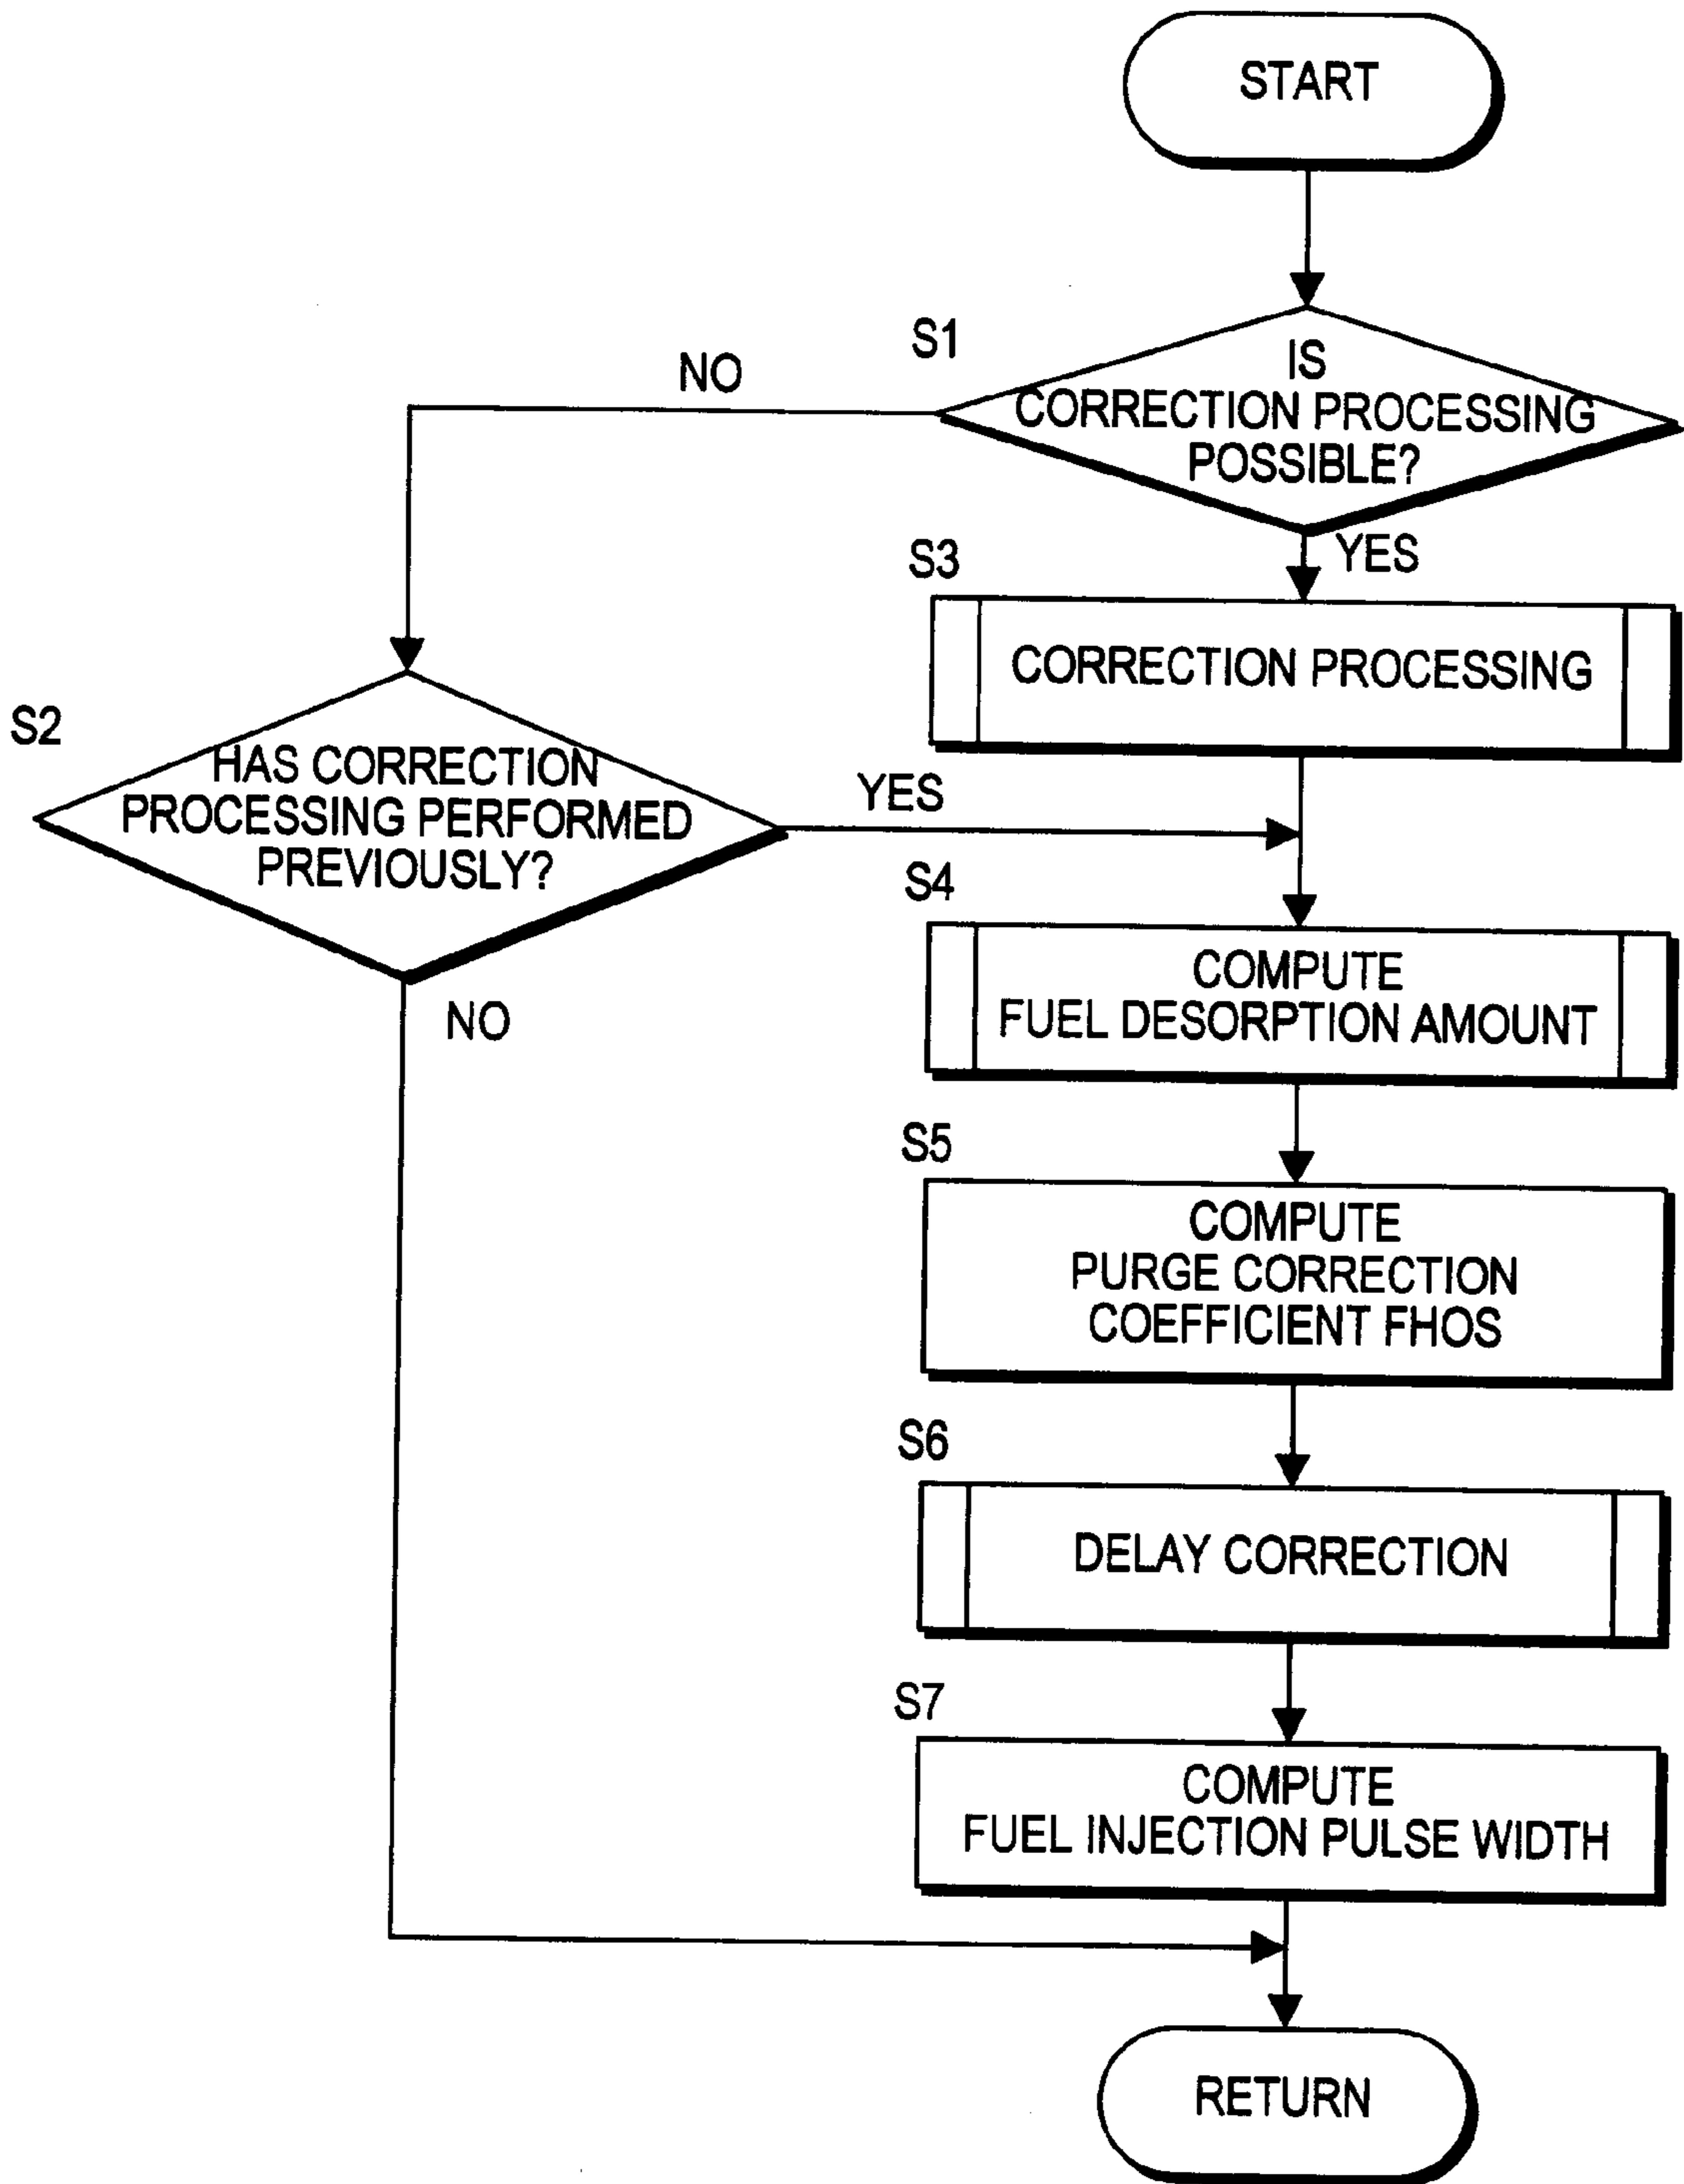 START
S1
IS
CORRECTION PROCESSING
POSSIBLE?
NO
YES
S3
CORRECTION PROCESSING
S2
HAS CORRECTION
PROCESSING PERFORMED
PREVIOUSLY?
YES
NO
S4
COMPUTE
FUEL DESORPTION AMOUNT
S5
COMPUTE
PURGE CORRECTION
COEFFICIENT FHOS
S6
DELAY CORRECTION
S7
COMPUTE
FUEL INJECTION PULSE WIDTH
RETURN